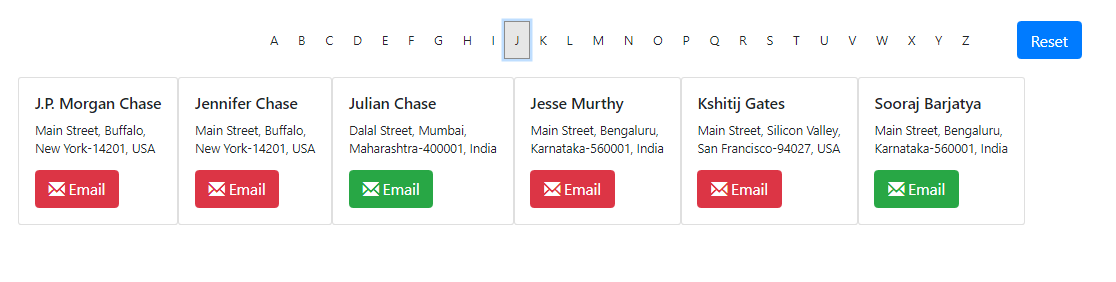 A B C D E F G H I J K L M N O P Q R S T U V W X Y Z Reset
J.P. Morgan Chase
Main Street, Buffalo,
New York-14201, USA
Email
Jennifer Chase
Main Street, Buffalo,
New York-14201, USA
Email
Julian Chase
Dalal Street, Mumbai,
Maharashtra-400001, India
Email
Jesse Murthy
Main Street, Bengaluru,
Karnataka-560001, India
Email
Kshitij Gates
Main Street, Silicon Valley,
San Francisco-94027, USA
Email
Sooraj Barjatya
Main Street, Bengaluru,
Karnataka-560001, India
Email